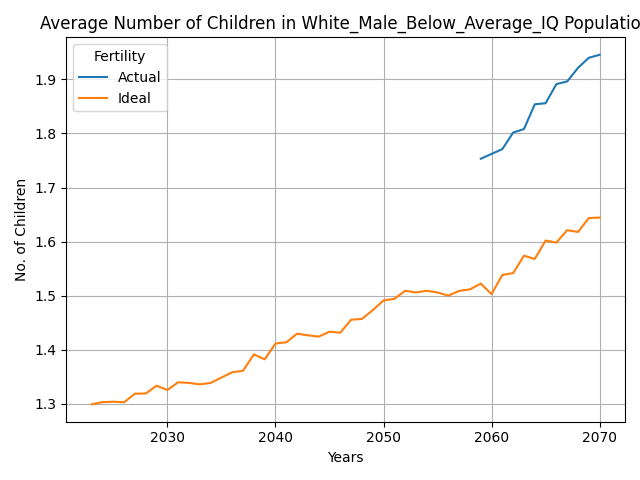 Average Number of Children in White_Male_Below_Average_IQ Populatio
Fertility
Actual
Ideal
1.9
1.8
1.7
1.6
1.5
1.4
1.3
No. of Children
2030 2040 2050 2060 2070
Years